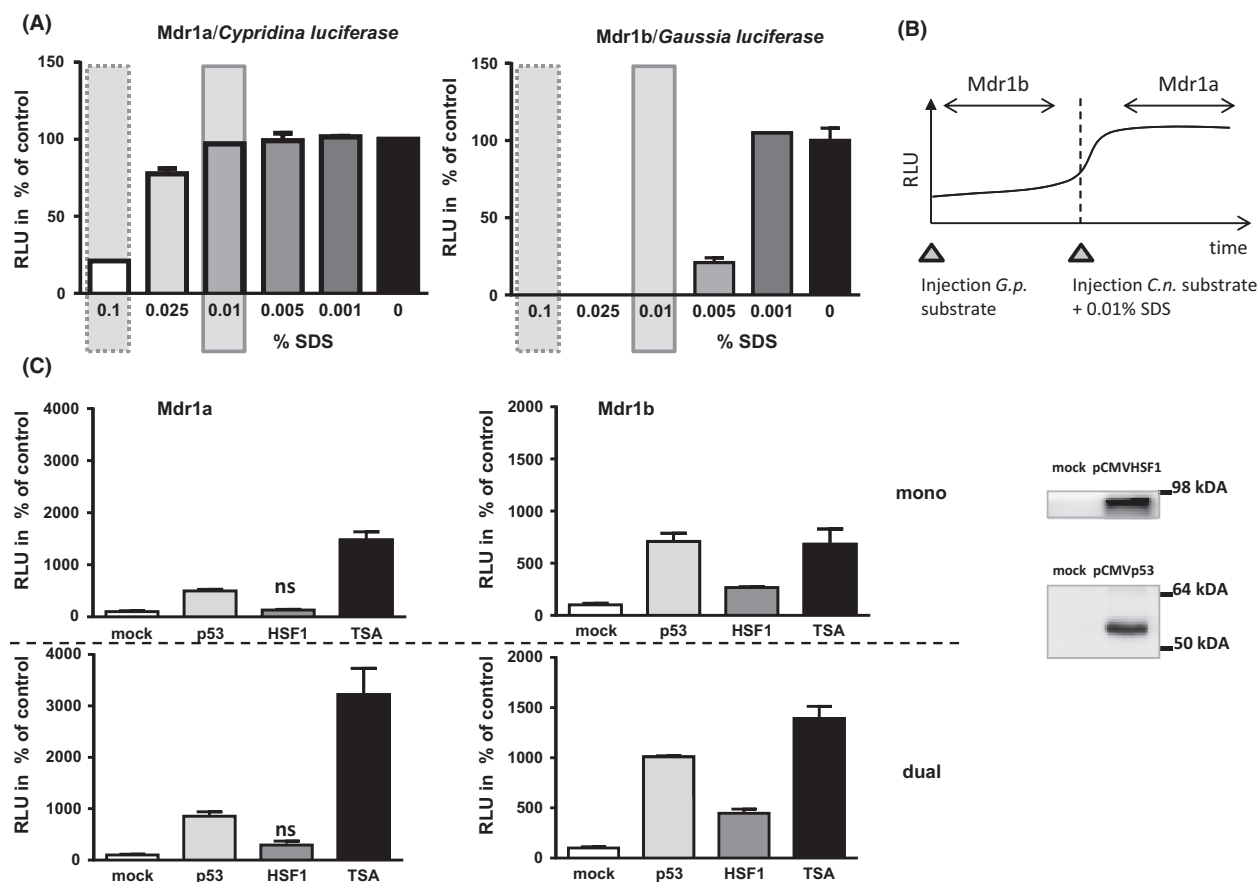 (A)
Mdr1a/Cypridina luciferase
RLU in % of control
150
100
50
0
0.1 0.025 0.01 0.005 0.001 0
% SDS
Mdr1b/Gaussia luciferase
RLU in % of control
150
100
50
0
0.1 0.025 0.01 0.005 0.001 0
% SDS
(B)
Mdr1b Mdr1a
RLU
time
Injection G.p.
substrate
Injection C.n. substrate
+ 0.01% SDS
(C)
Mdr1a
RLU in % of control
4000
3000
2000
1000
0
ns
mock p53 HSF1 TSA
Mdr1b
RLU in % of control
2000
1500
1000
500
0
mock p53 HSF1 TSA
mono
mock pCMVHSF1
98 kDA
mock pCMVp53
64 kDA
50 kDA
RLU in % of control
4000
3000
2000
1000
0
ns
mock p53 HSF1 TSA
RLU in % of control
2000
1500
1000
500
0
mock p53 HSF1 TSA
dual